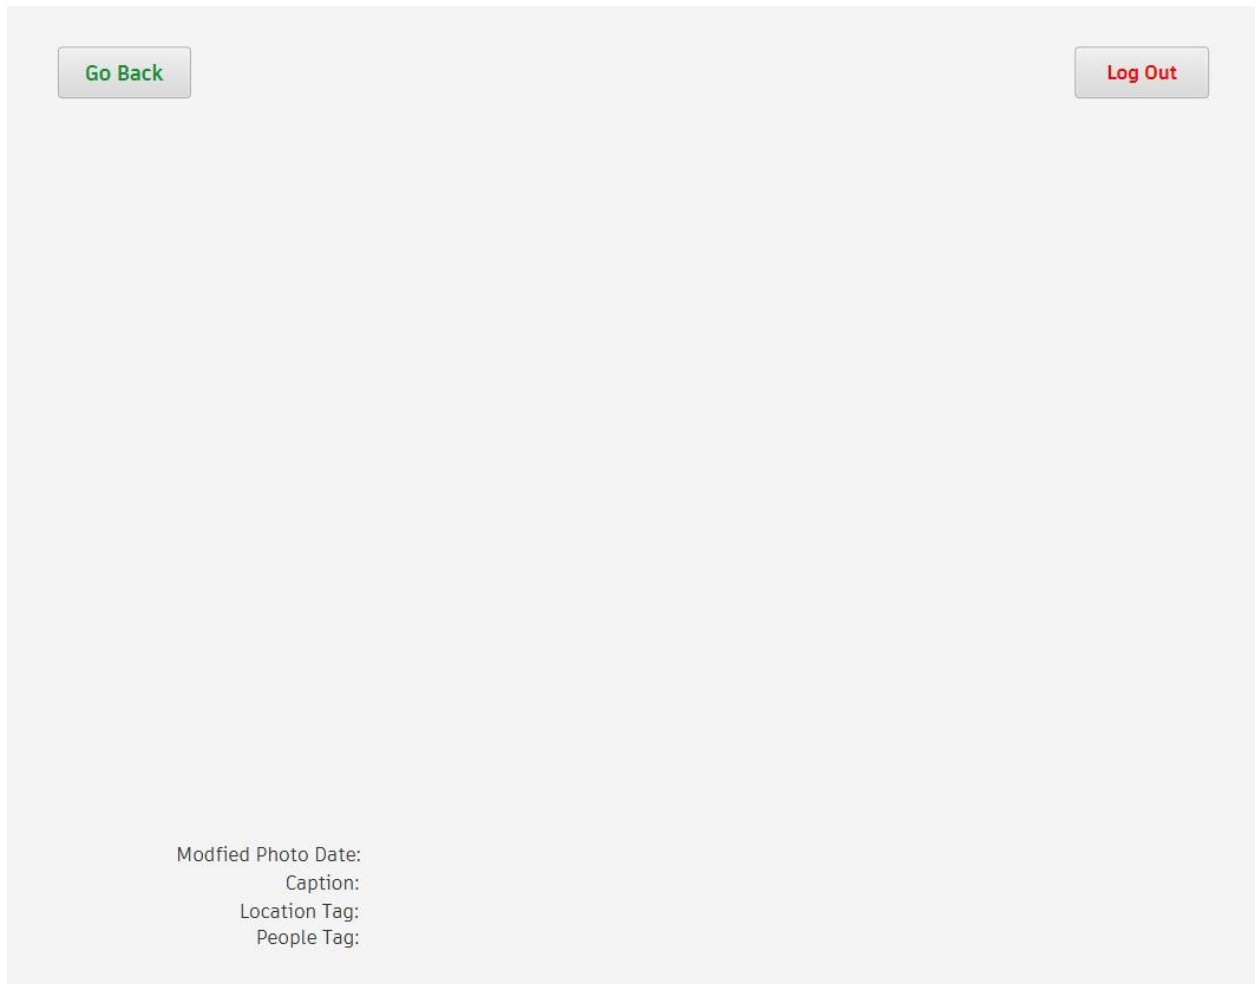 Go Back
Log Out
Modfied Photo Date:
Caption:
Location Tag:
People Tag: